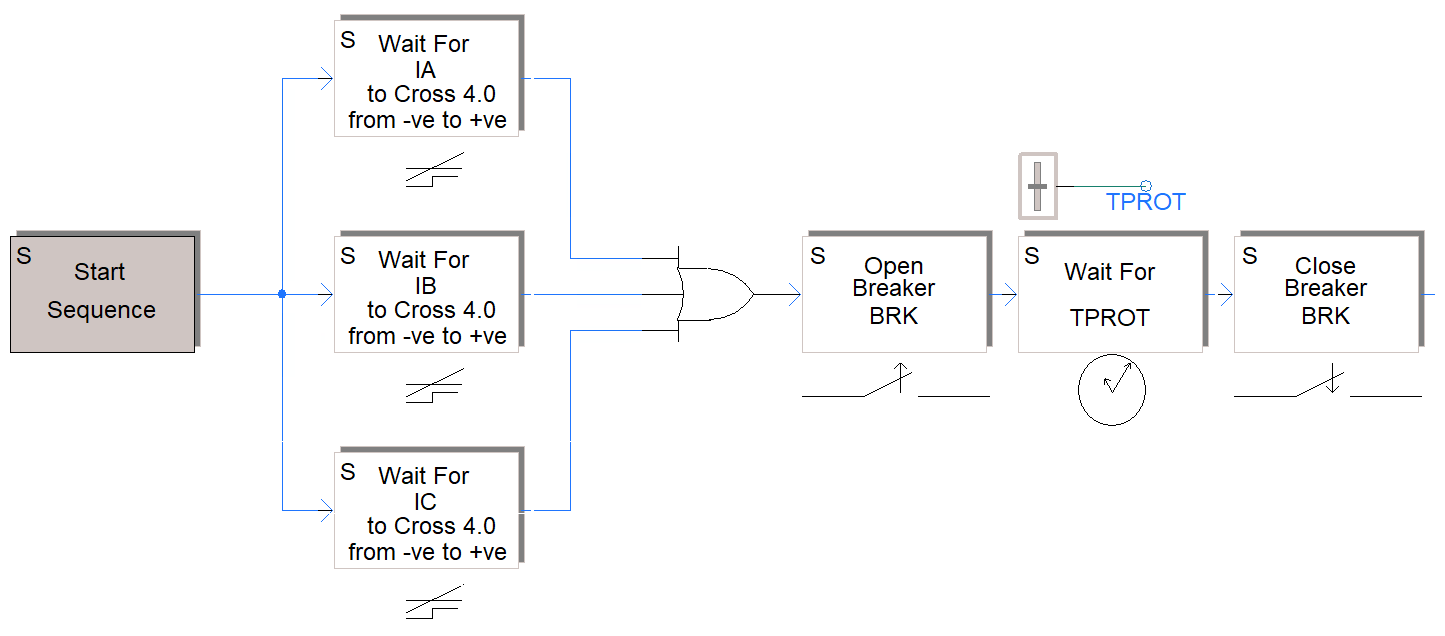 S
Wait For
IA
to Cross 4.0
from -ve to +ve
TPROT
S
Start
Sequence
S
Wait For
IB
to Cross 4.0
from -ve to +ve
S
Open
Breaker
BRK
S
Wait For
TPROT
S
Close
Breaker
BRK
S
Wait For
IC
to Cross 4.0
from -ve to +ve